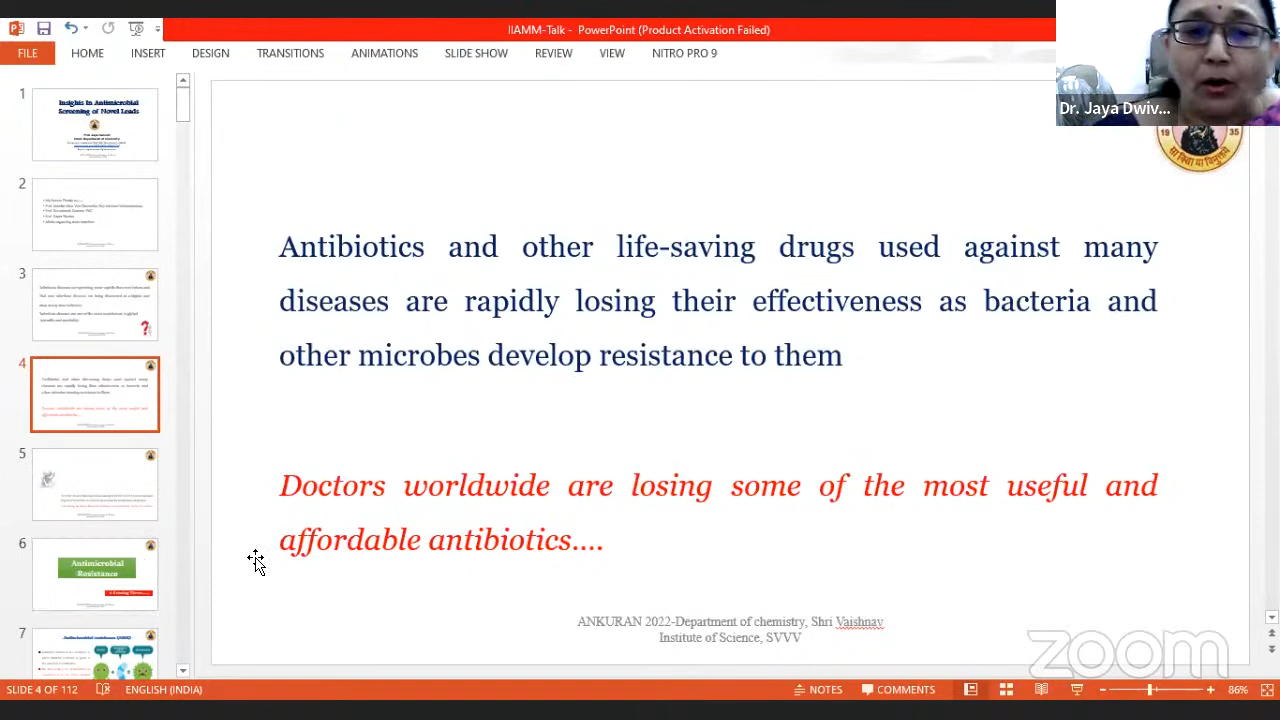 IIAMM-Talk - PowerPoint (Product Activation Failed)
FILE HOME INSERT DESIGN TRANSITIONS ANIMATIONS SLIDE SHOW REVIEW VIEW NITRO PRO 9
Dr. Jaya Dwiv...
19 35
सा विद्या या विमुक्तये
1
Insights in Antimicrobial
Screening of Novel Leads
2
3
4
5
6
Antimicrobial
Resistance
7
Antibiotics and other life-saving drugs used against many
diseases are rapidly losing their effectiveness as bacteria and
other microbes develop resistance to them
Doctors worldwide are losing some of the most useful and
affordable antibiotics....
ANKURAN 2022-Department of chemistry, Shri Vaishnav
Institute of Science, SVVV
zoom
SLIDE 4 OF 112 ENGLISH (INDIA) NOTES COMMENTS 86%